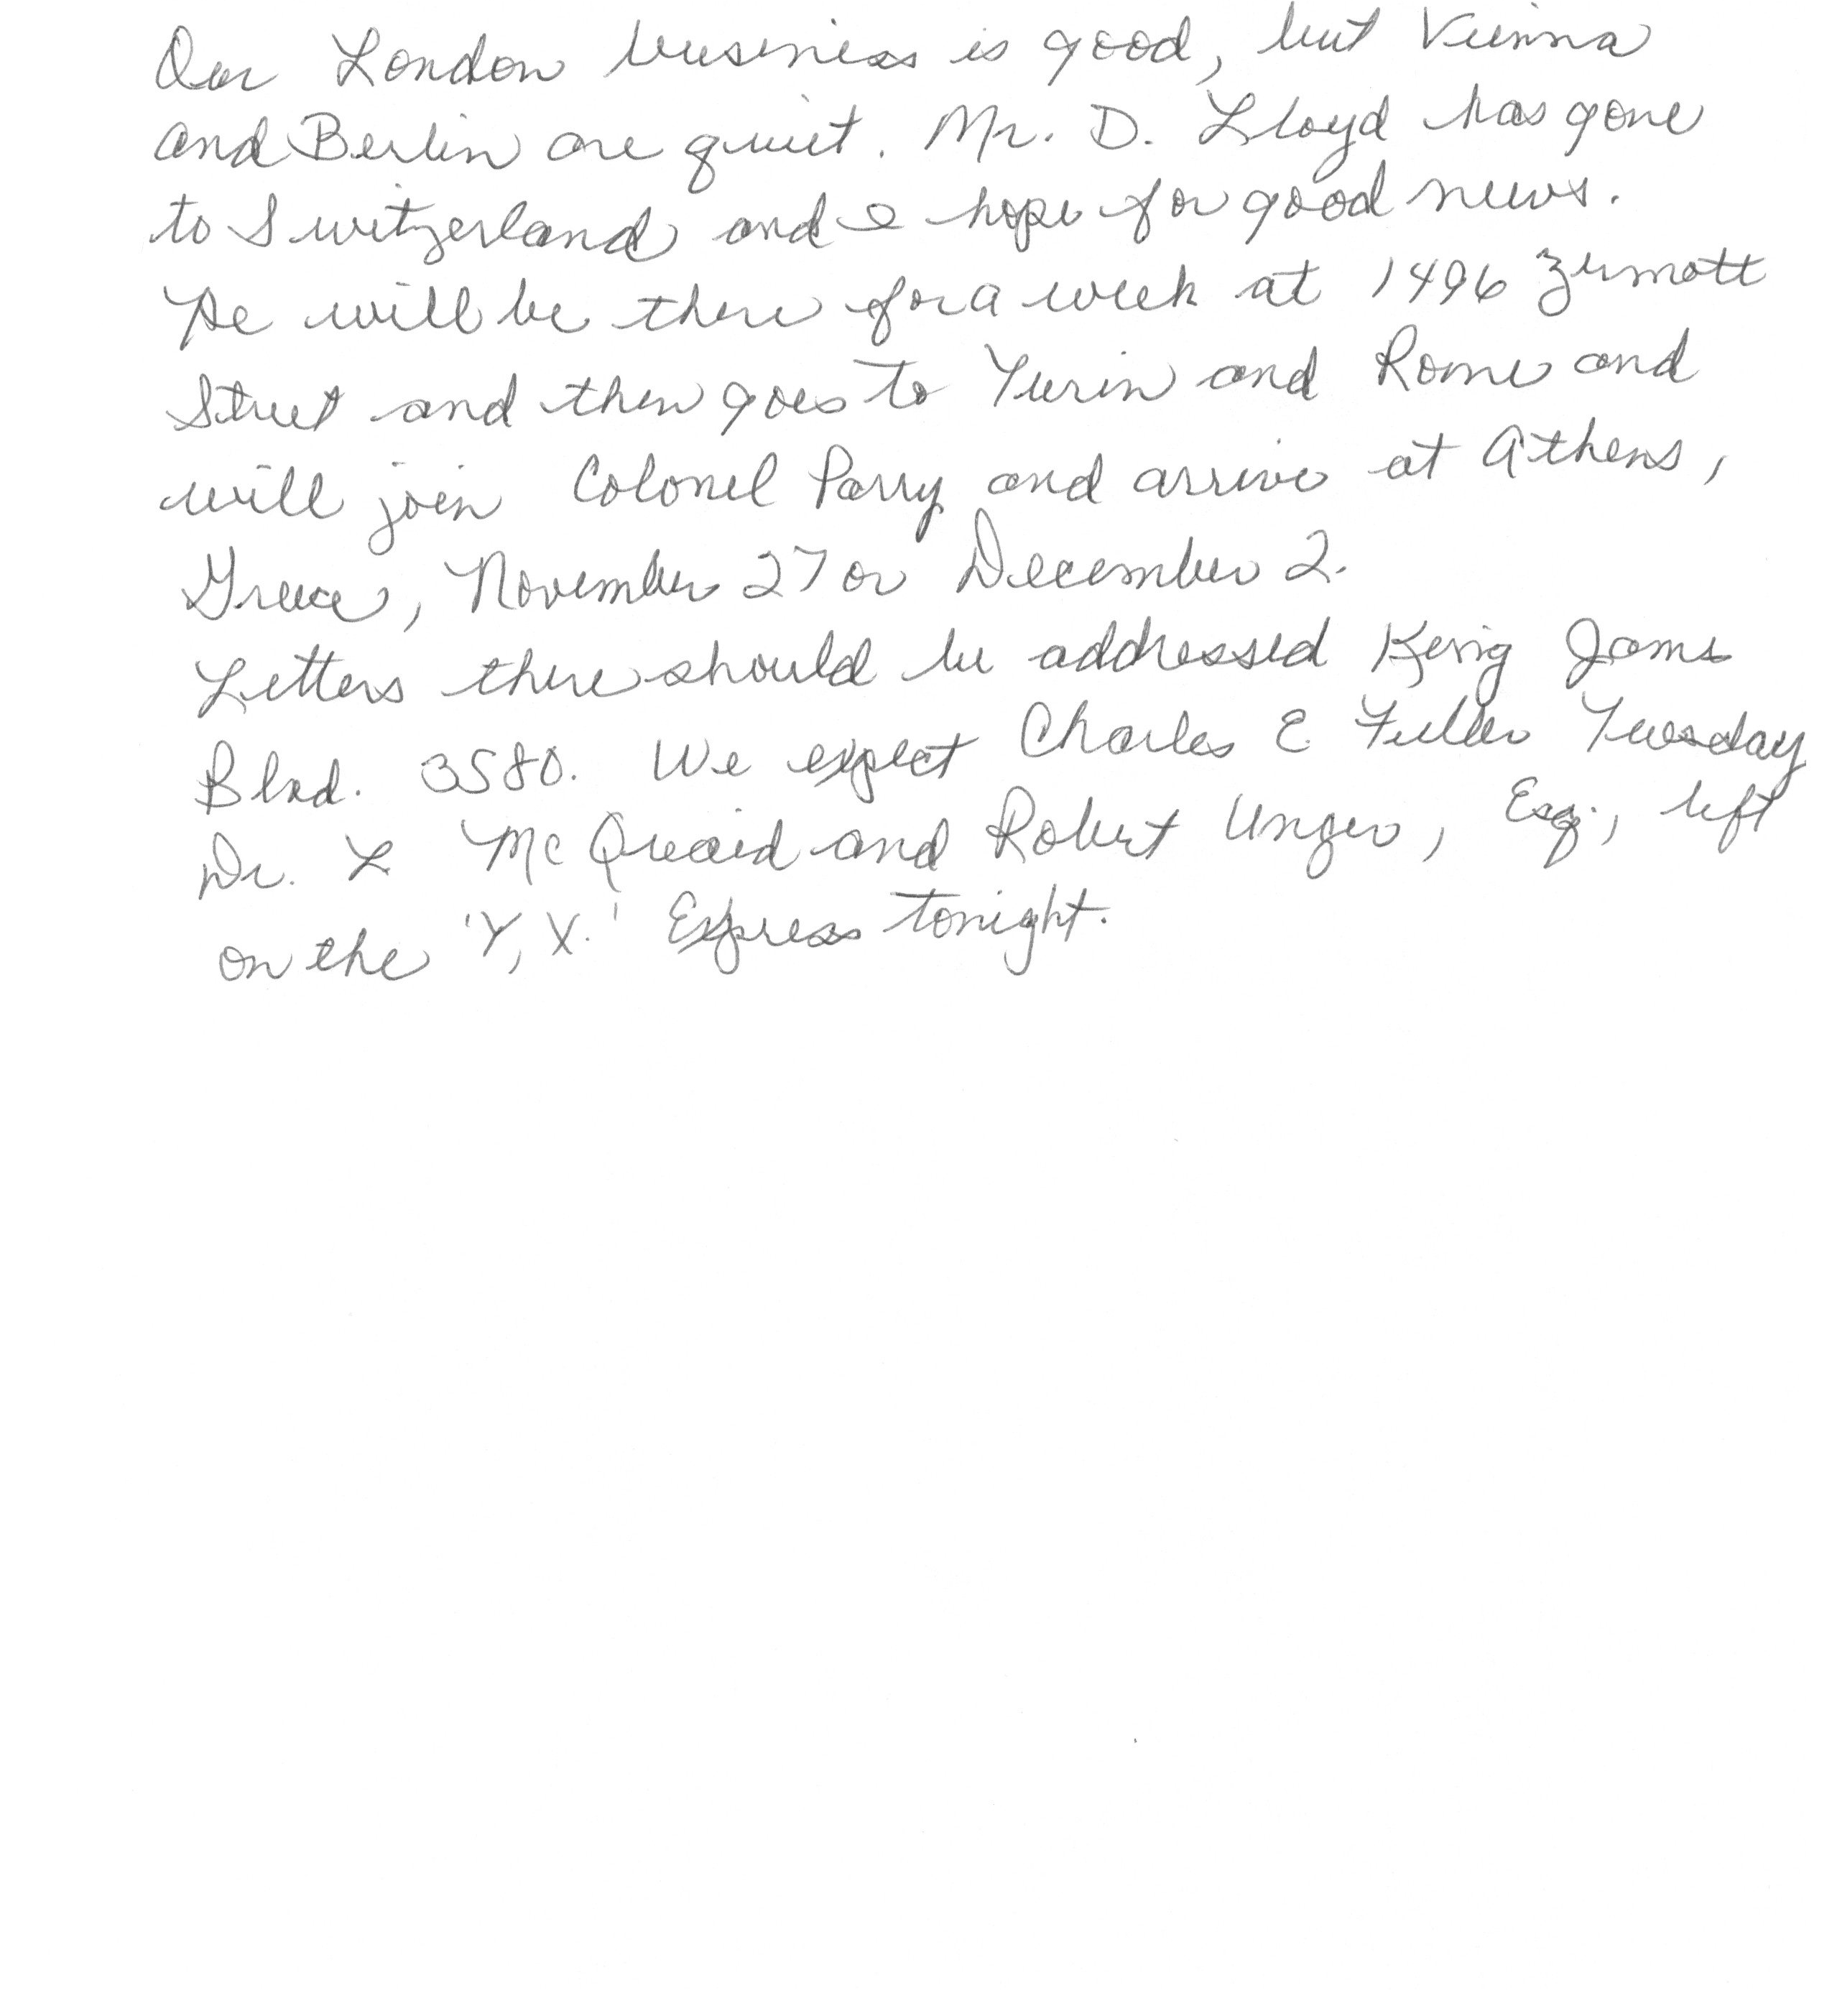 Our London business is good, but Vienna
and Berlin are quiet. Mr. D. Lloyd has gone
to Switzerland and I hope for good news.
He will be there for a week at 1496 Zermott
Street and then goes to Turin and Rome and
will join Colonel Parry and arrive at Athens,
Greece, November 27 or December 2.
Letters there should be addressed King James
Blvd. 3580. We expect Charles E. Fuller Tuesday
Dr. L McQuaid and Robert Unger, Esq., left
on the 'Y, X.' Express tonight.